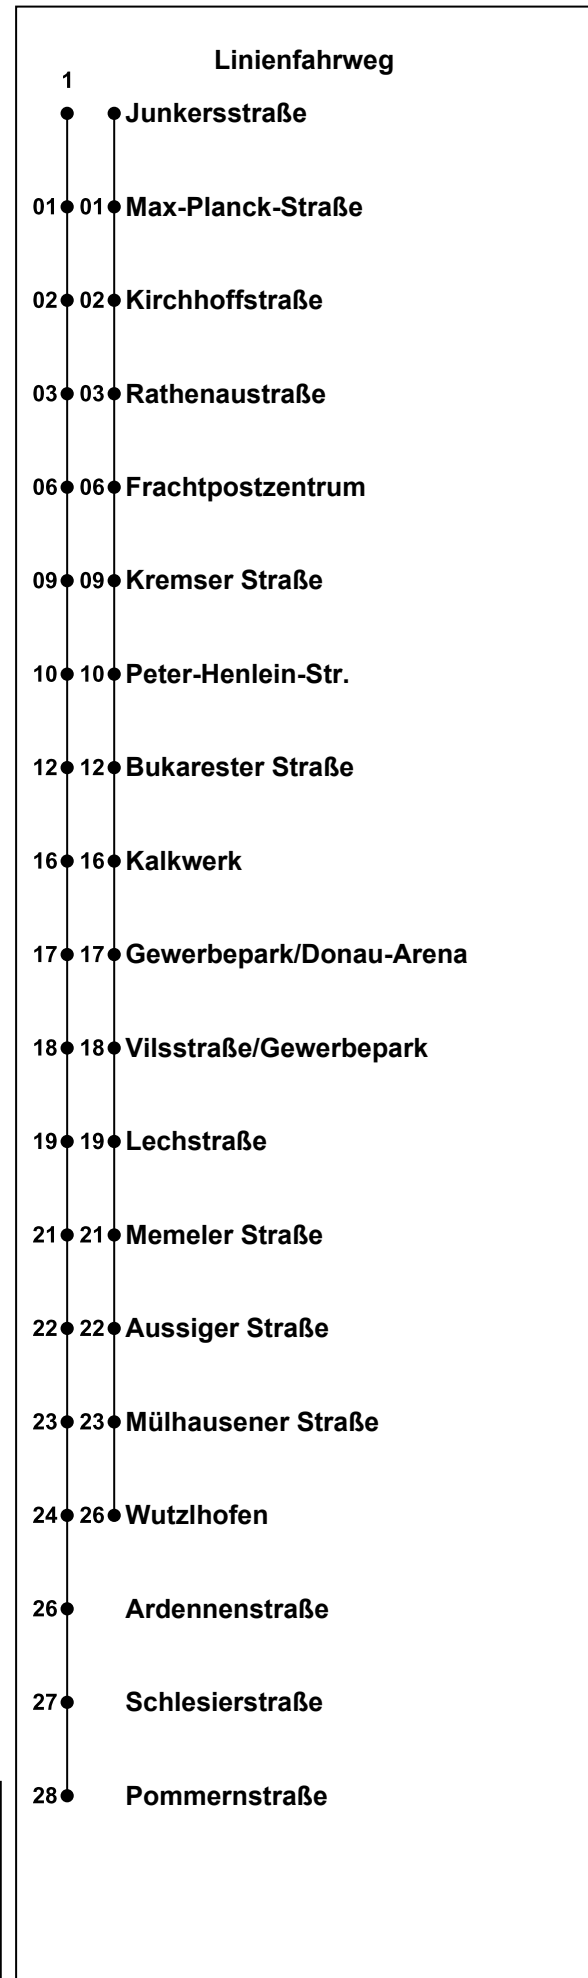 Linienfahrweg
1
Junkersstraße
01 01 Max-Planck-Straße
02 02 Kirchhoffstraße
03 03 Rathenaustraße
06 06 Frachtpostzentrum
09 09 Kremser Straße
10 10 Peter-Henlein-Str.
12 12 Bukarester Straße
16 16 Kalkwerk
17 17 Gewerbepark/Donau-Arena
18 18 Vilsstraße/Gewerbepark
19 19 Lechstraße
21 21 Memeler Straße
22 22 Aussiger Straße
23 23 Mülhausener Straße
24 26 Wutzlhofen
26 Ardennenstraße
27 Schlesierstraße
28 Pommernstraße